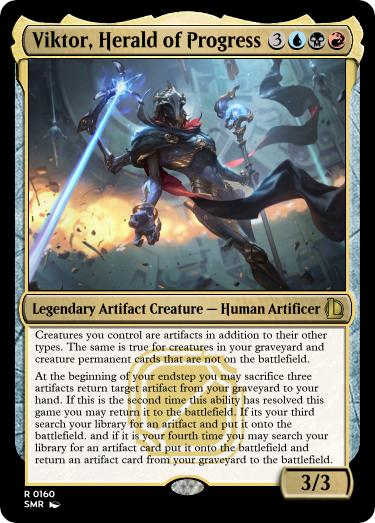 Viktor, Herald of Progress 3
Legendary Artifact Creature — Human Artificer
Creatures you control are artifacts in addition to their other
types. The same is true for creatures in your graveyard and
creature permanent cards that are not on the battlefield.
At the beginning of your endstep you may sacrifice three
artifacts return target artifact from your graveyard to your
hand. If this is the second time this ability has resolved this
game you may return it to the battlefield. If its your third
search your library for an artifact and put it onto the
battlefield. and if it is your fourth time you may search your
library for an artifact card put it onto the battlefield and
return an artifact card from your graveyard to the battlefield.
3/3
R 0160
SMR